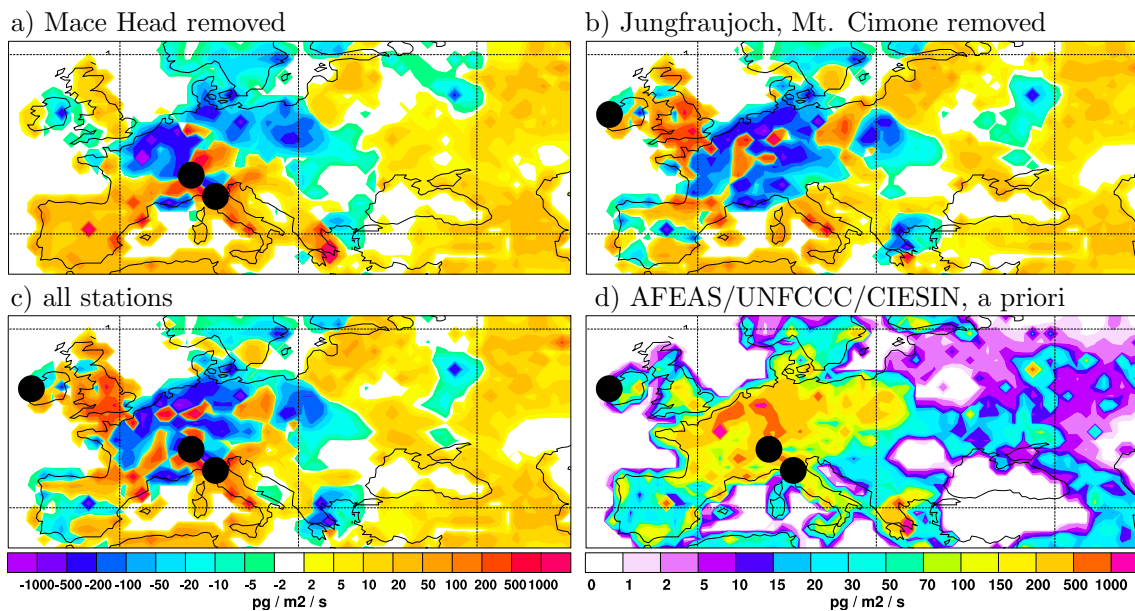 a) Mace Head removed
b) Jungfraujoch, Mt. Cimone removed
c) all stations
d) AFEAS/UNFCCC/CIESIN, a priori
-1000 -500 -200 -100 -50 -20 -10 -5 -2 2 5 10 20 50 100 200 500 1000
pg / m2 / s
0 1 2 5 10 15 20 30 50 70 100 150 200 500 1000
pg / m2 / s